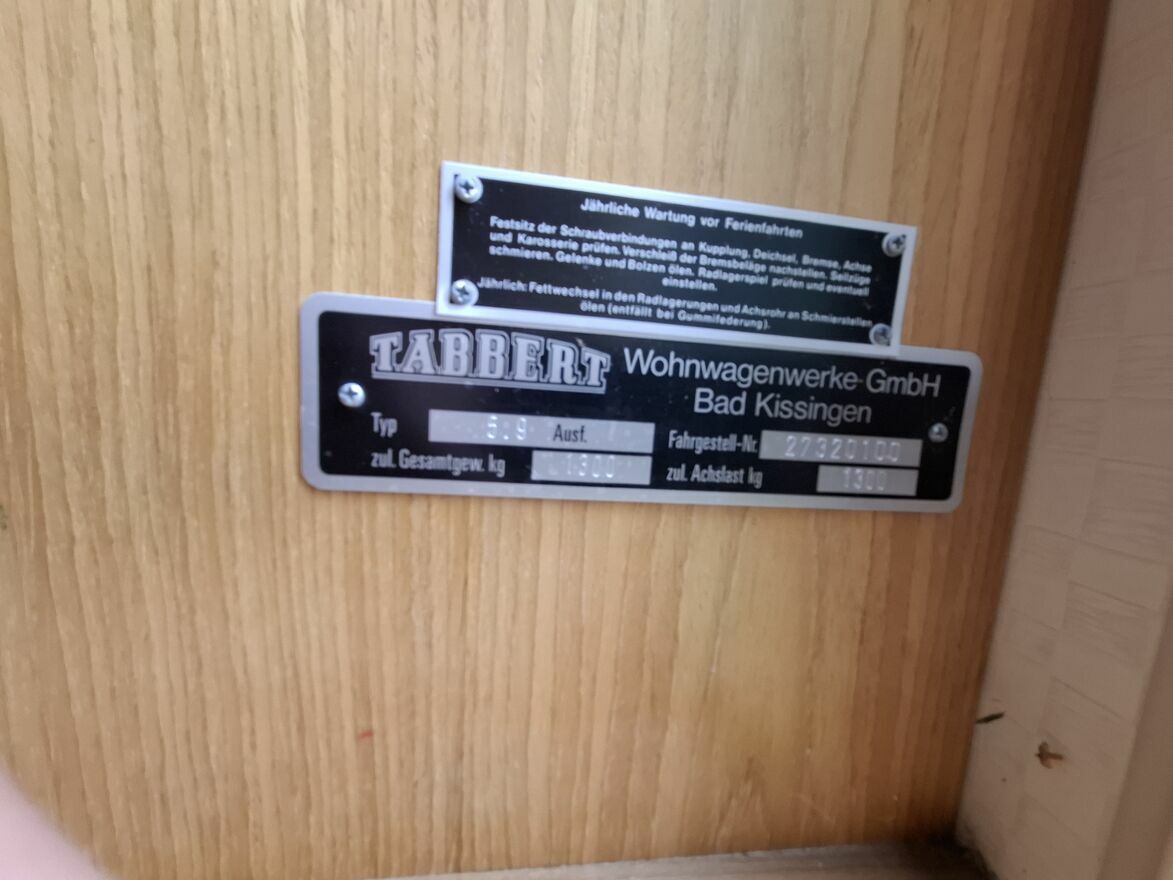 Jährliche Wartung vor Ferienfahrten
Festsitz der Schraubverbindungen an Kupplung, Deichsel, Bremse, Achse
und Karosserie prüfen. Verschleiß der Bremsbeläge nachstellen. Seilzüge
schmieren. Gelenke und Bolzen ölen. Radlagerspiel prüfen und eventuell
einstellen.
Jährlich: Fettwechsel in den Radlagerungen und Achsrohr an Schmierstellen
ölen (entfällt bei Gummifederung).
TABBERT Wohnwagenwerke-GmbH
Bad Kissingen
Typ Ausf. Fahrgestell-Nr. 27320100
zul. Gesamtgew. kg 1300 zul. Achslast kg 1300